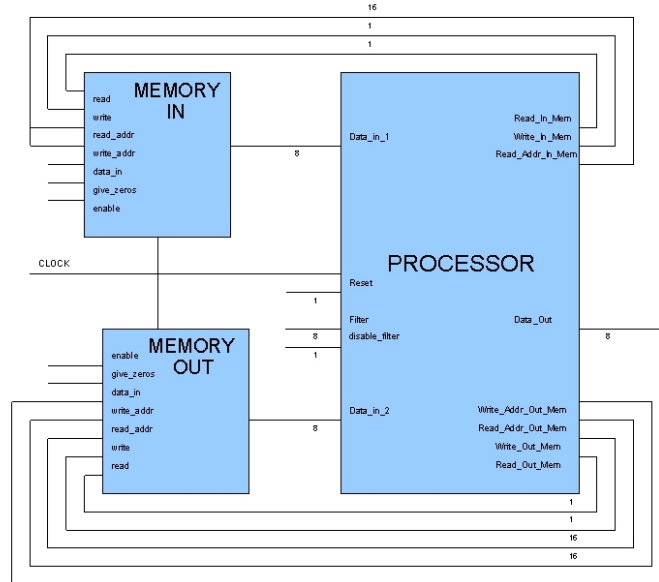 16
1
1
MEMORY
IN
read
write
read_addr
write_addr
data_in
give_zeros
enable
8
Data_in_1
Read_In_Mem
Write_In_Mem
Read_Addr_In_Mem
CLOCK
PROCESSOR
Reset
1
Filter
8
disable_filter
1
Data_Out
8
MEMORY
OUT
enable
give_zeros
data_in
write_addr
read_addr
write
read
8
Data_in_2
Write_Addr_Out_Mem
Read_Addr_Out_Mem
Write_Out_Mem
Read_Out_Mem
1
1
16
16